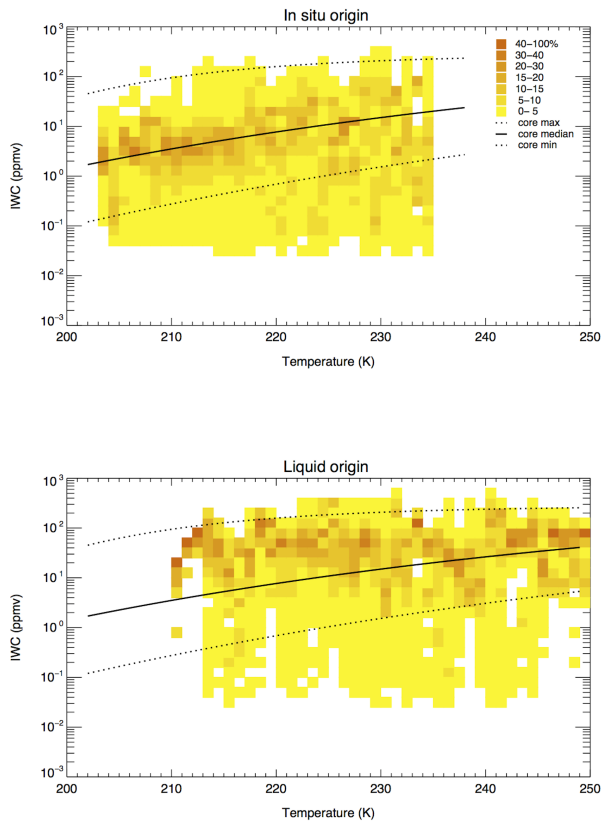 In situ origin
10³
10²
10¹
10⁰
10⁻¹
10⁻²
10⁻³
IWC (ppmv)
40−100%
30−40
20−30
15−20
10−15
5−10
0− 5
core max
core median
core min
200 210 220 230 240 250
Temperature (K)
Liquid origin
10³
10²
10¹
10⁰
10⁻¹
10⁻²
10⁻³
IWC (ppmv)
200 210 220 230 240 250
Temperature (K)